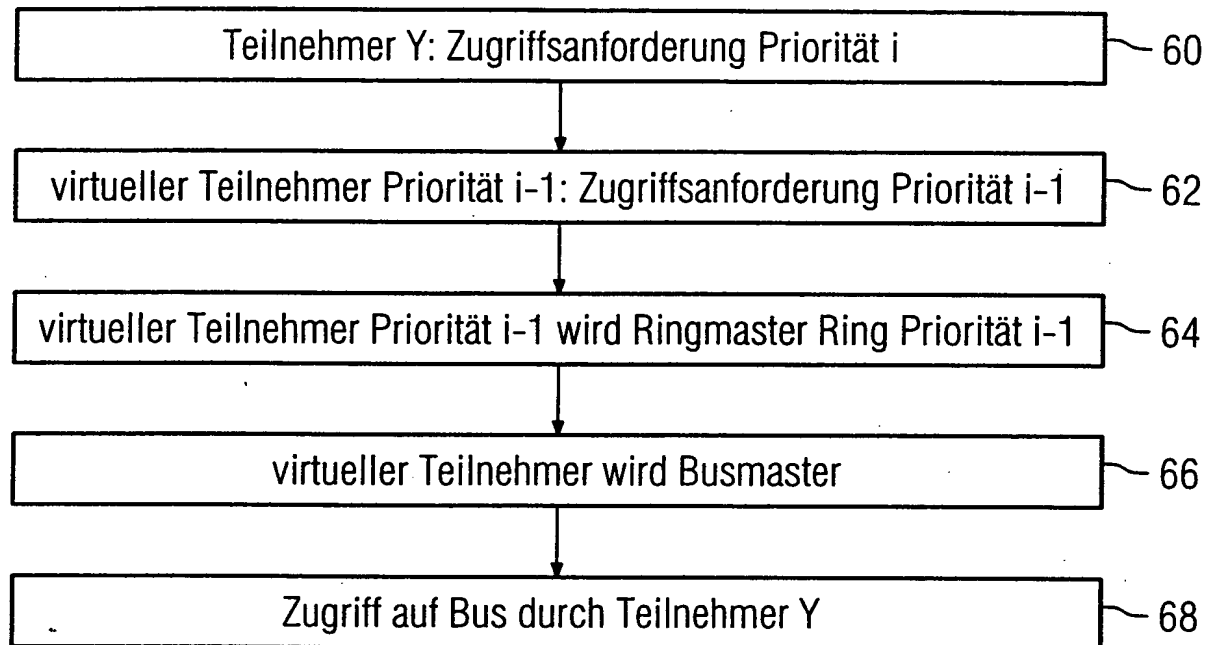 Teilnehmer Y: Zugriffsanforderung Priorität i
60
virtueller Teilnehmer Priorität i-1: Zugriffsanforderung Priorität i-1
62
virtueller Teilnehmer Priorität i-1 wird Ringmaster Ring Priorität i-1
64
virtueller Teilnehmer wird Busmaster
66
Zugriff auf Bus durch Teilnehmer Y
68